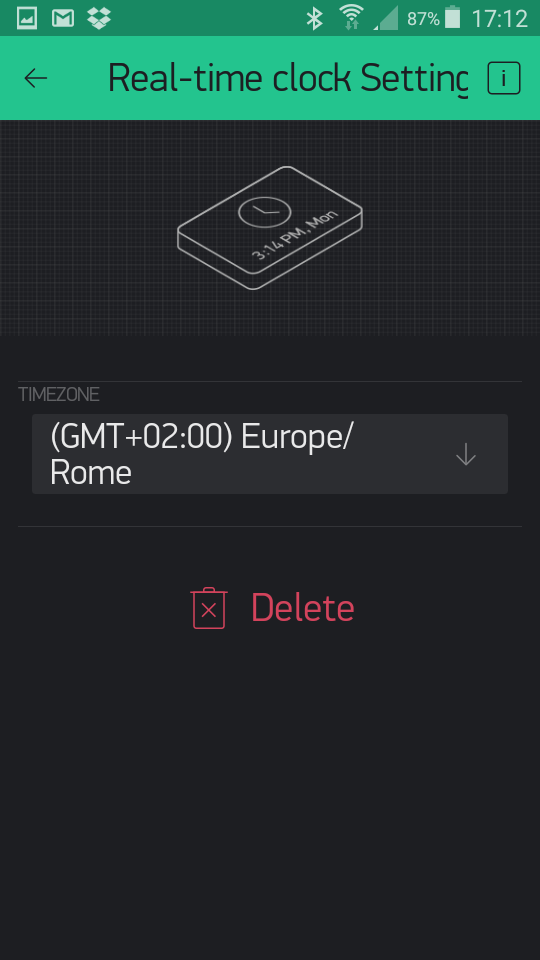 87% 17:12
Real-time clock Setting
i
3:14 PM, Mon
TIMEZONE
(GMT+02:00) Europe/
Rome
Delete